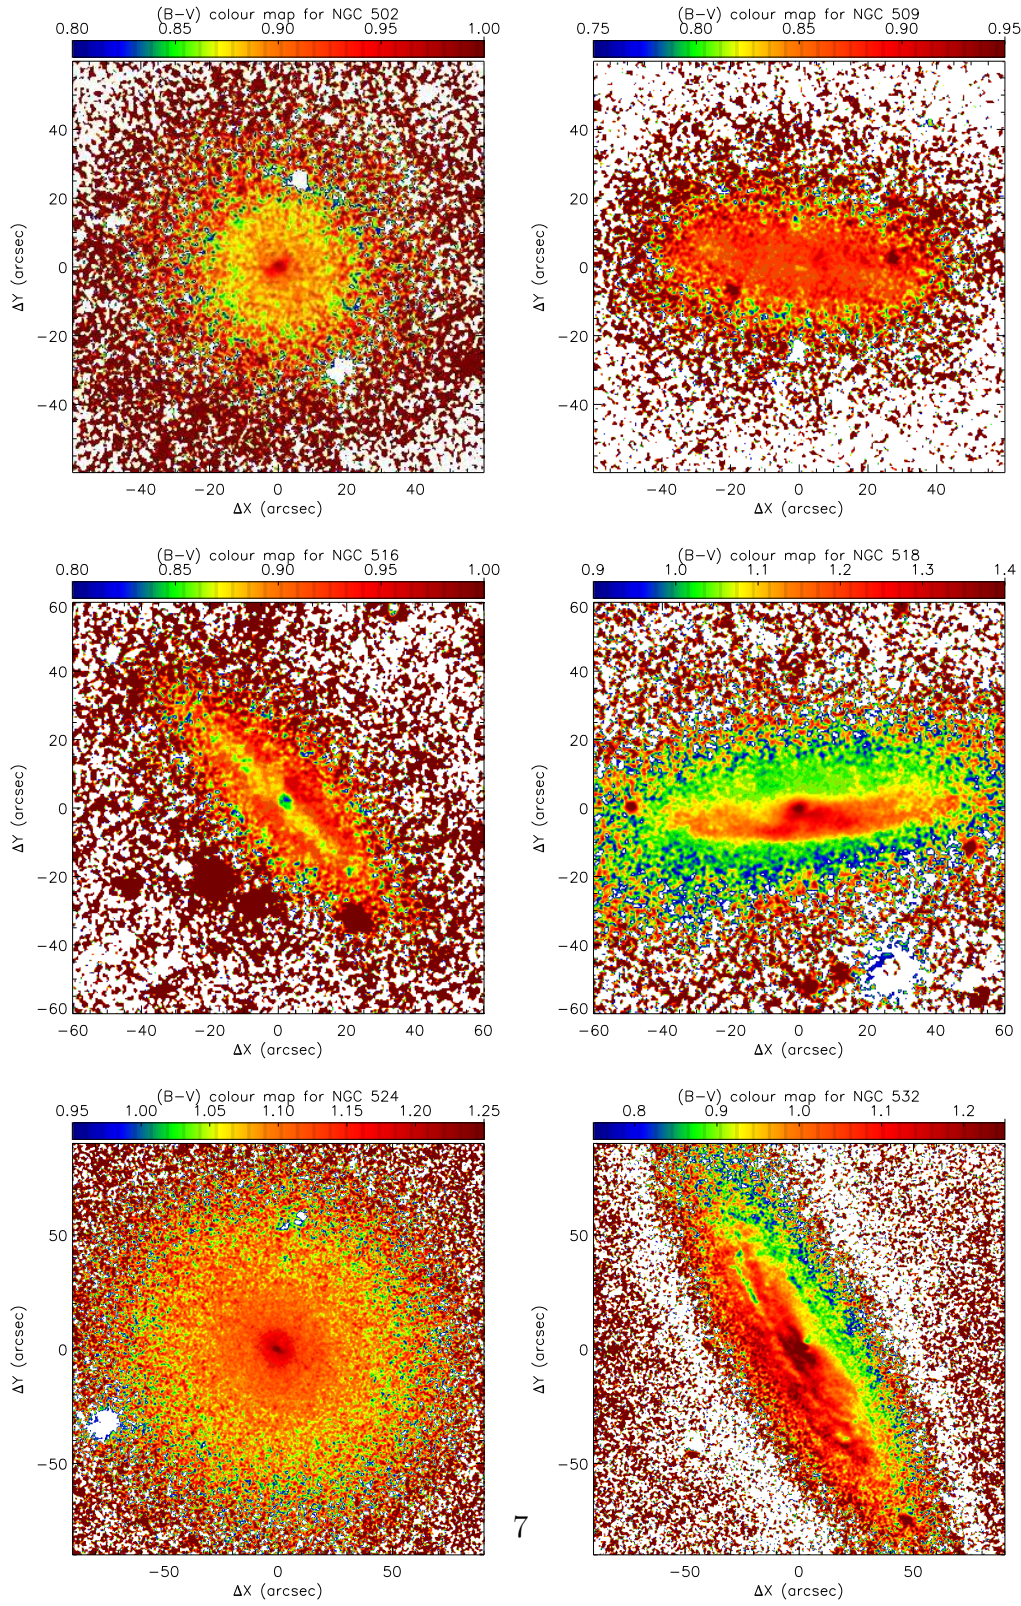 (B−V) colour map for NGC 502
0.80 0.85 0.90 0.95 1.00
ΔY (arcsec)
40
20
0
−20
−40
−40 −20 0 20 40
ΔX (arcsec)
(B−V) colour map for NGC 509
0.75 0.80 0.85 0.90 0.95
ΔY (arcsec)
40
20
0
−20
−40
−40 −20 0 20 40
ΔX (arcsec)
(B−V) colour map for NGC 516
0.80 0.85 0.90 0.95 1.00
ΔY (arcsec)
60
40
20
0
−20
−40
−60
−60 −40 −20 0 20 40 60
ΔX (arcsec)
(B−V) colour map for NGC 518
0.9 1.0 1.1 1.2 1.3 1.4
ΔY (arcsec)
60
40
20
0
−20
−40
−60
−60 −40 −20 0 20 40 60
ΔX (arcsec)
(B−V) colour map for NGC 524
0.95 1.00 1.05 1.10 1.15 1.20 1.25
ΔY (arcsec)
50
0
−50
−50 0 50
ΔX (arcsec)
(B−V) colour map for NGC 532
0.8 0.9 1.0 1.1 1.2
ΔY (arcsec)
50
0
−50
−50 0 50
ΔX (arcsec)
7